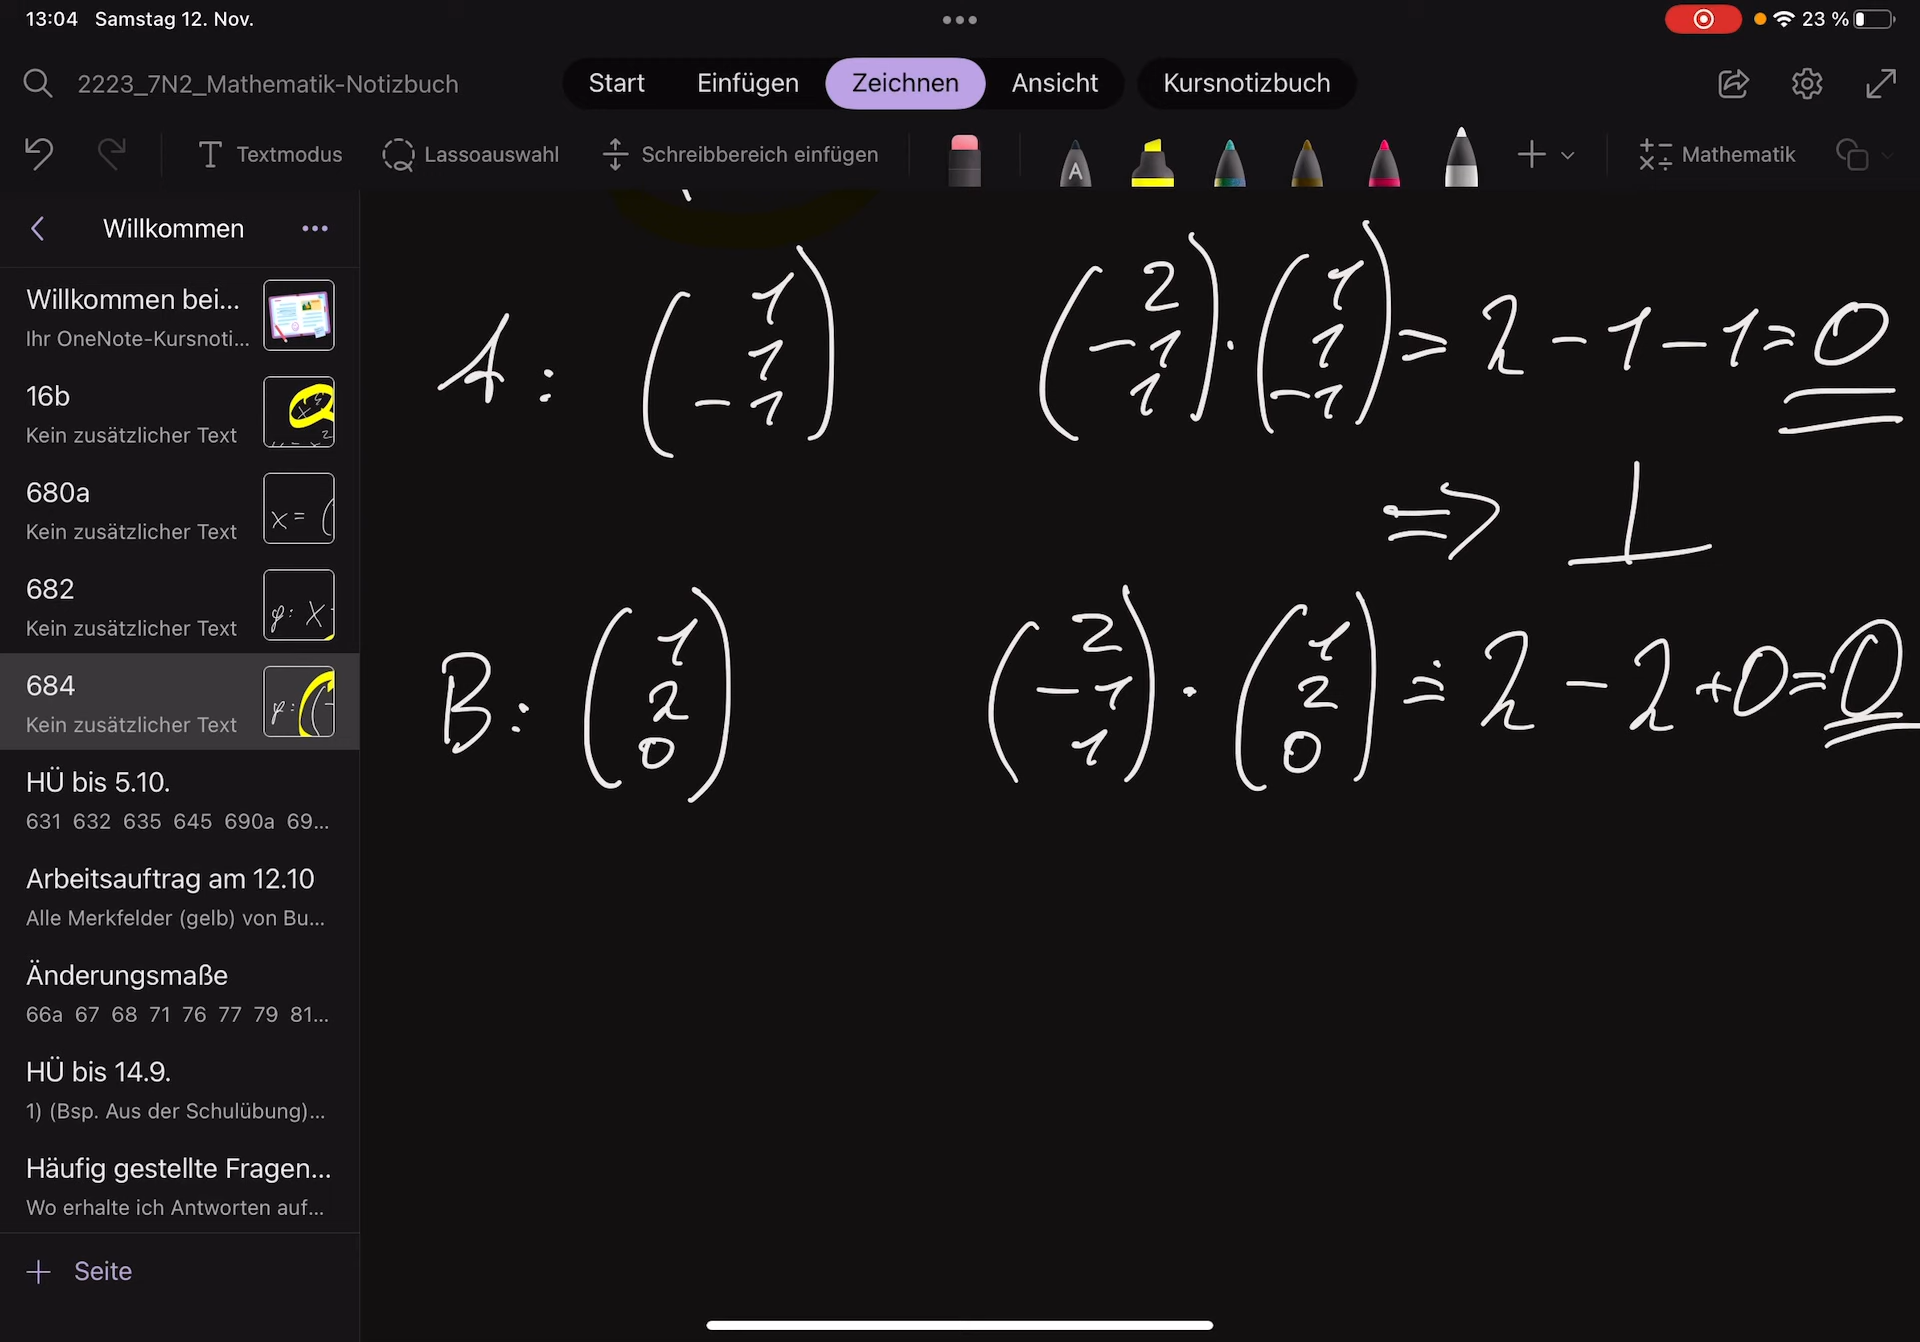 13:04 Samstag 12. Nov.
23 %
2223_7N2_Mathematik-Notizbuch
Start Einfügen Zeichnen Ansicht Kursnotizbuch
Textmodus Lassoauswahl Schreibbereich einfügen A Mathematik
Willkommen
Willkommen bei...
Ihr OneNote-Kursnoti...
16b
Kein zusätzlicher Text
680a
Kein zusätzlicher Text
x = (
682
Kein zusätzlicher Text
φ: X
684
Kein zusätzlicher Text
φ: (-
HÜ bis 5.10.
631 632 635 645 690a 69...
Arbeitsauftrag am 12.10
Alle Merkfelder (gelb) von Bu...
Änderungsmaße
66a 67 68 71 76 77 79 81...
HÜ bis 14.9.
1) (Bsp. Aus der Schulübung)...
Häufig gestellte Fragen...
Wo erhalte ich Antworten auf...
+ Seite
A: (1 1 -1) (2 -1 1) · (1 1 -1) = 2 - 1 - 1 = 0
=> ⊥
B: (1 2 0) (2 -1 1) · (1 2 0) = 2 - 2 + 0 = 0